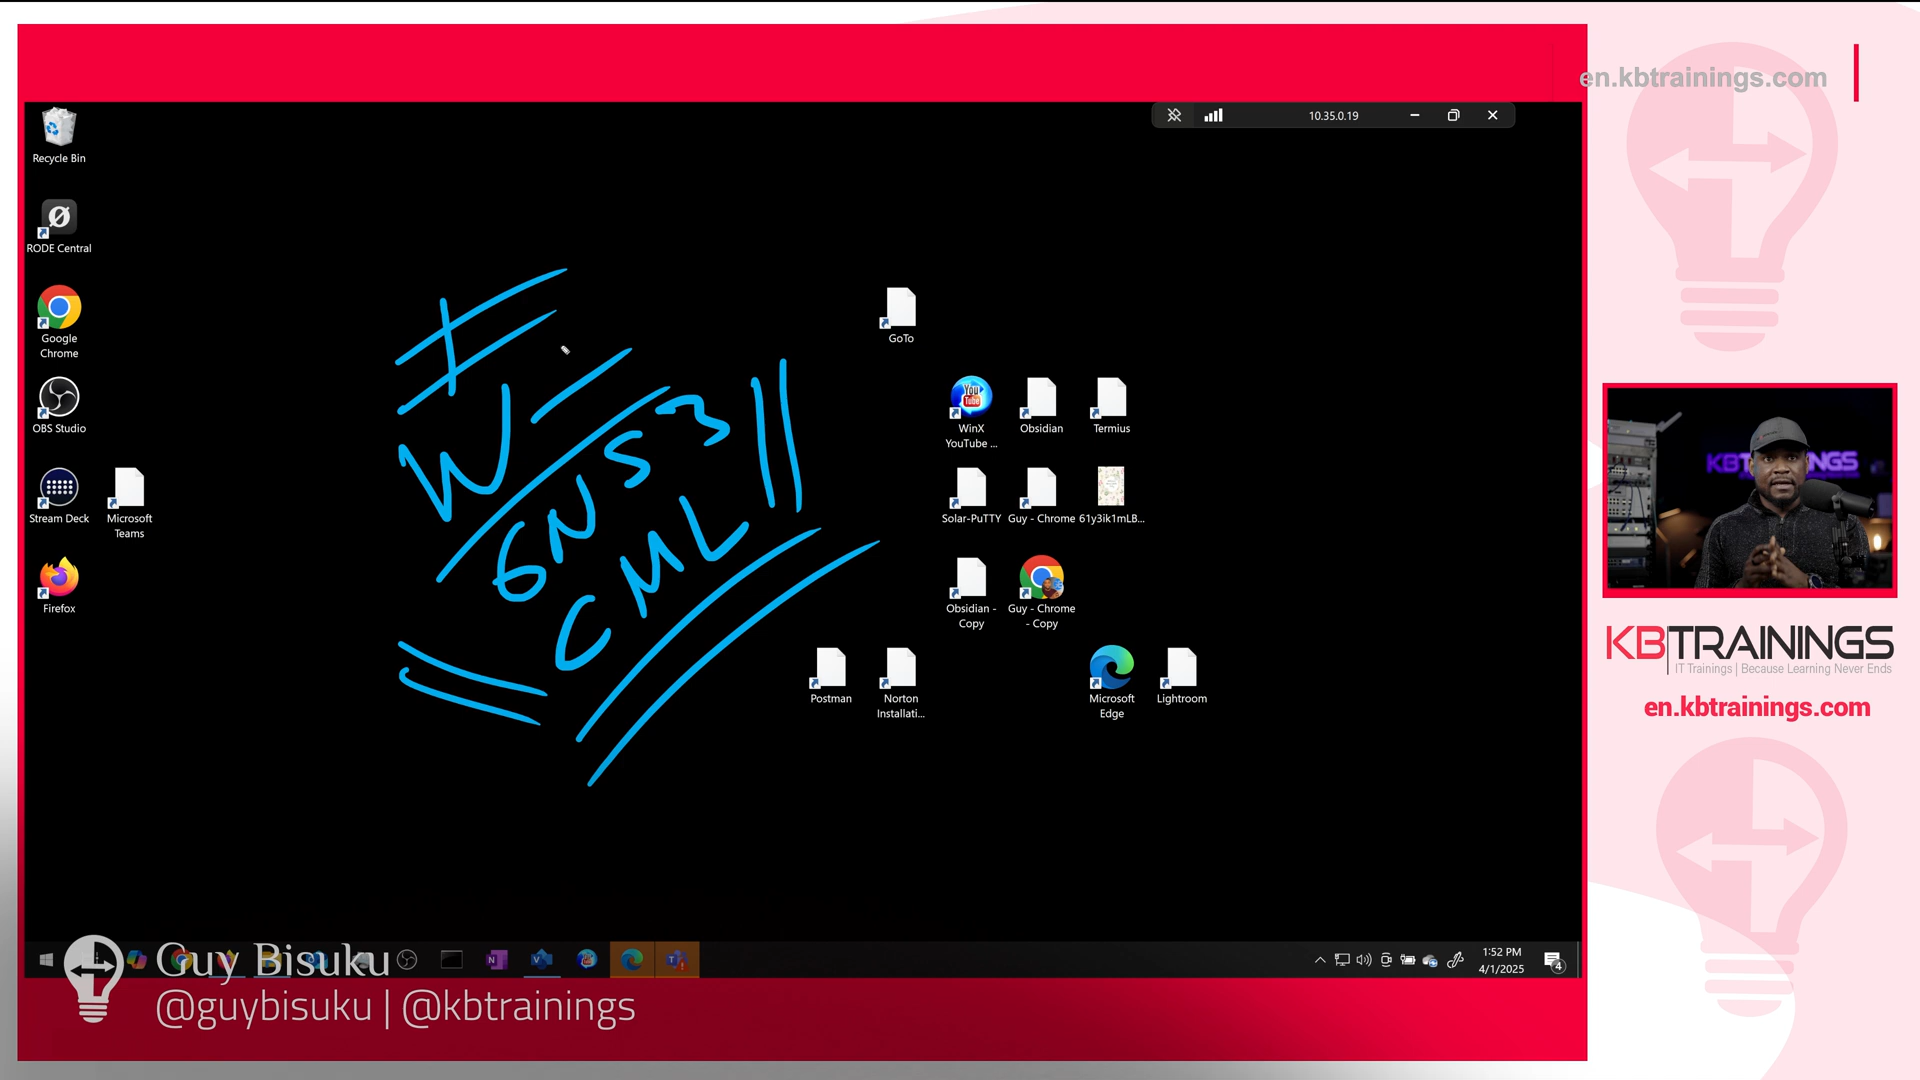 en.kbtrainings.com
10.35.0.19
Recycle Bin
RODE Central
Google
Chrome
OBS Studio
Stream Deck
Microsoft
Teams
Firefox
W
GNS3
CML
GoTo
WinX
YouTube ...
Obsidian
Termius
Solar-PuTTY
Guy - Chrome
61y3ik1mLB...
Obsidian -
Copy
Guy - Chrome
- Copy
Postman
Norton
Installati...
Microsoft
Edge
Lightroom
KBTRAININGS
KBTRAININGS
IT Trainings | Because Learning Never Ends
en.kbtrainings.com
Guy Bisuku
@guybisuku | @kbtrainings
1:52 PM
4/1/2025
4